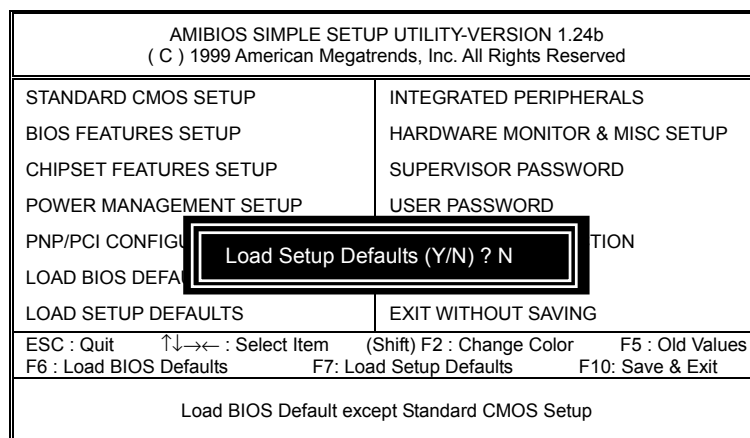 AMIBIOS SIMPLE SETUP UTILITY-VERSION 1.24b
( C ) 1999 American Megatrends, Inc. All Rights Reserved
STANDARD CMOS SETUP
INTEGRATED PERIPHERALS
BIOS FEATURES SETUP
HARDWARE MONITOR & MISC SETUP
CHIPSET FEATURES SETUP
SUPERVISOR PASSWORD
POWER MANAGEMENT SETUP
USER PASSWORD
PNP/PCI
LOAD BIOS
Load Setup Defaults (Y/N) ? N
LOAD SETUP DEFAULTS
EXIT WITHOUT SAVING
ESC : Quit ↑↓→← : Select Item (Shift) F2 : Change Color F5 : Old Values
F6 : Load BIOS Defaults F7: Load Setup Defaults F10: Save & Exit
Load BIOS Default except Standard CMOS Setup